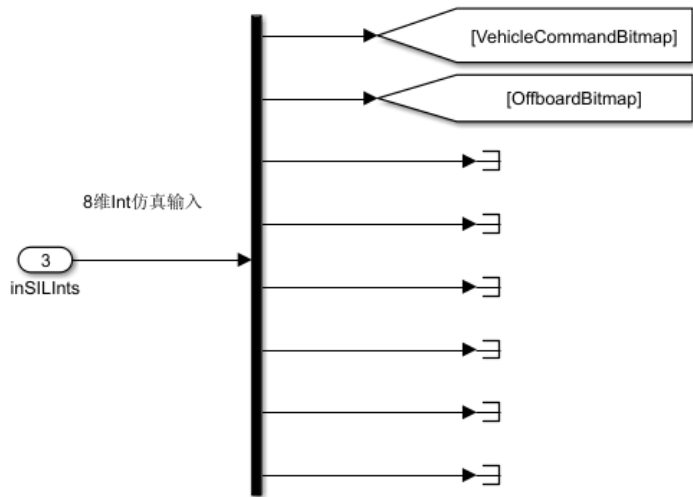 [VehicleCommandBitmap]
[OffboardBitmap]
8维Int仿真输入
3
inSILInts